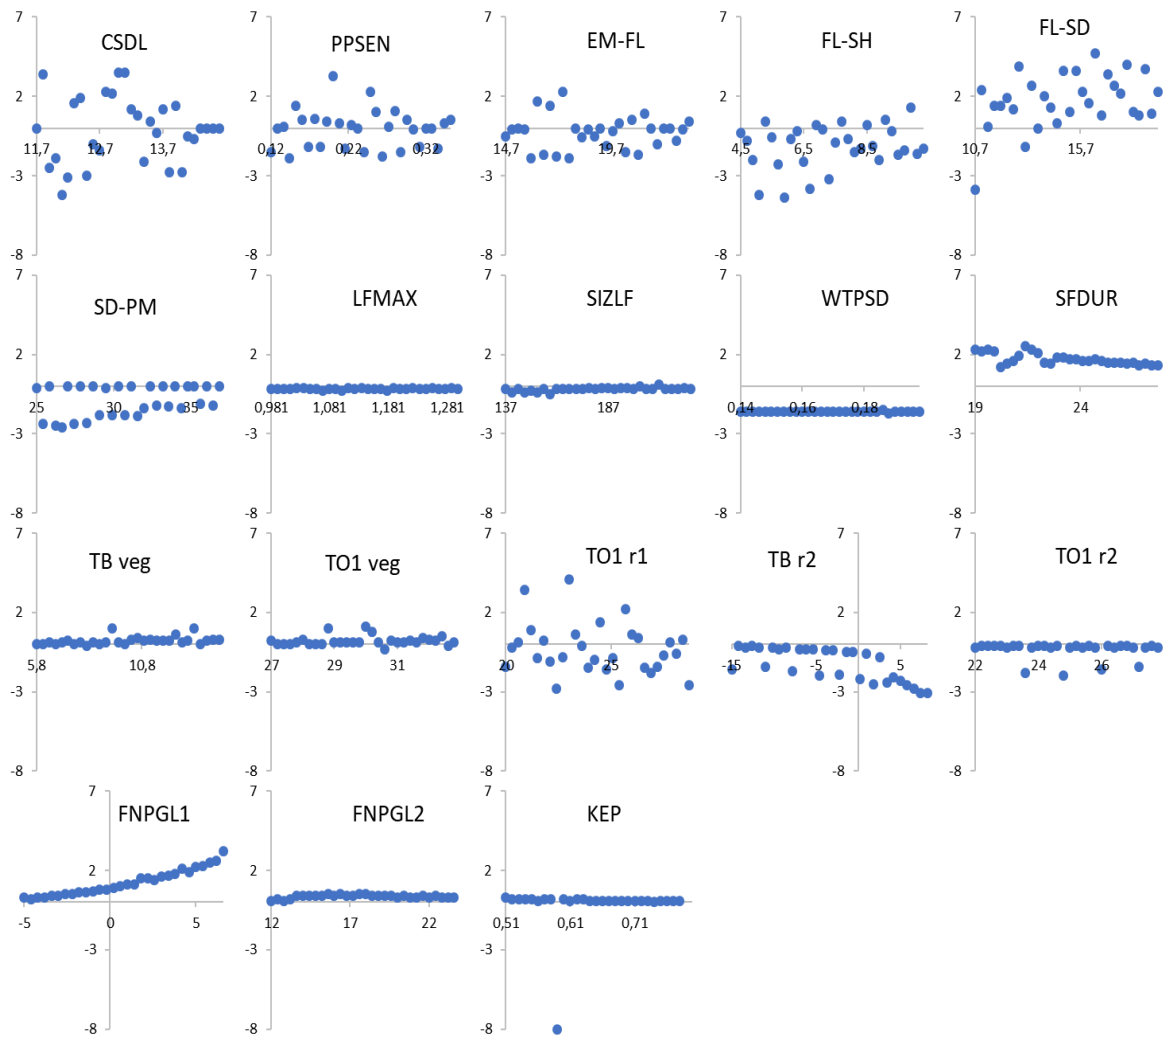 7 7 7 7 7
CSDL PPSEN EM-FL FL-SH FL-SD
2 2 2 2 2
11,7 12,7 13,7 0,12 0,22 0,32 14,7 19,7 4,5 6,5 8,5 10,7 15,7
-3 -3 -3 -3 -3
-8 -8 -8 -8 -8
7 7 7 7 7
SD-PM LFMAX SIZLF WTPSD SFDUR
2 2 2 2 2
25 30 35 0,981 1,081 1,181 1,281 137 187 0,14 0,16 0,18 19 24
-3 -3 -3 -3 -3
-8 -8 -8 -8 -8
7 7 7 7 7
TB veg TO1 veg TO1 r1 TB r2 TO1 r2
2 2 2 2 2
5,8 10,8 27 29 31 20 25 -15 -5 5 22 24 26
-3 -3 -3 -3 -3
-8 -8 -8 -8 -8
7 7 7
FNPGL1 FNPGL2 KEP
2 2 2
-5 0 5 12 17 22 0,51 0,61 0,71
-3 -3 -3
-8 -8 -8